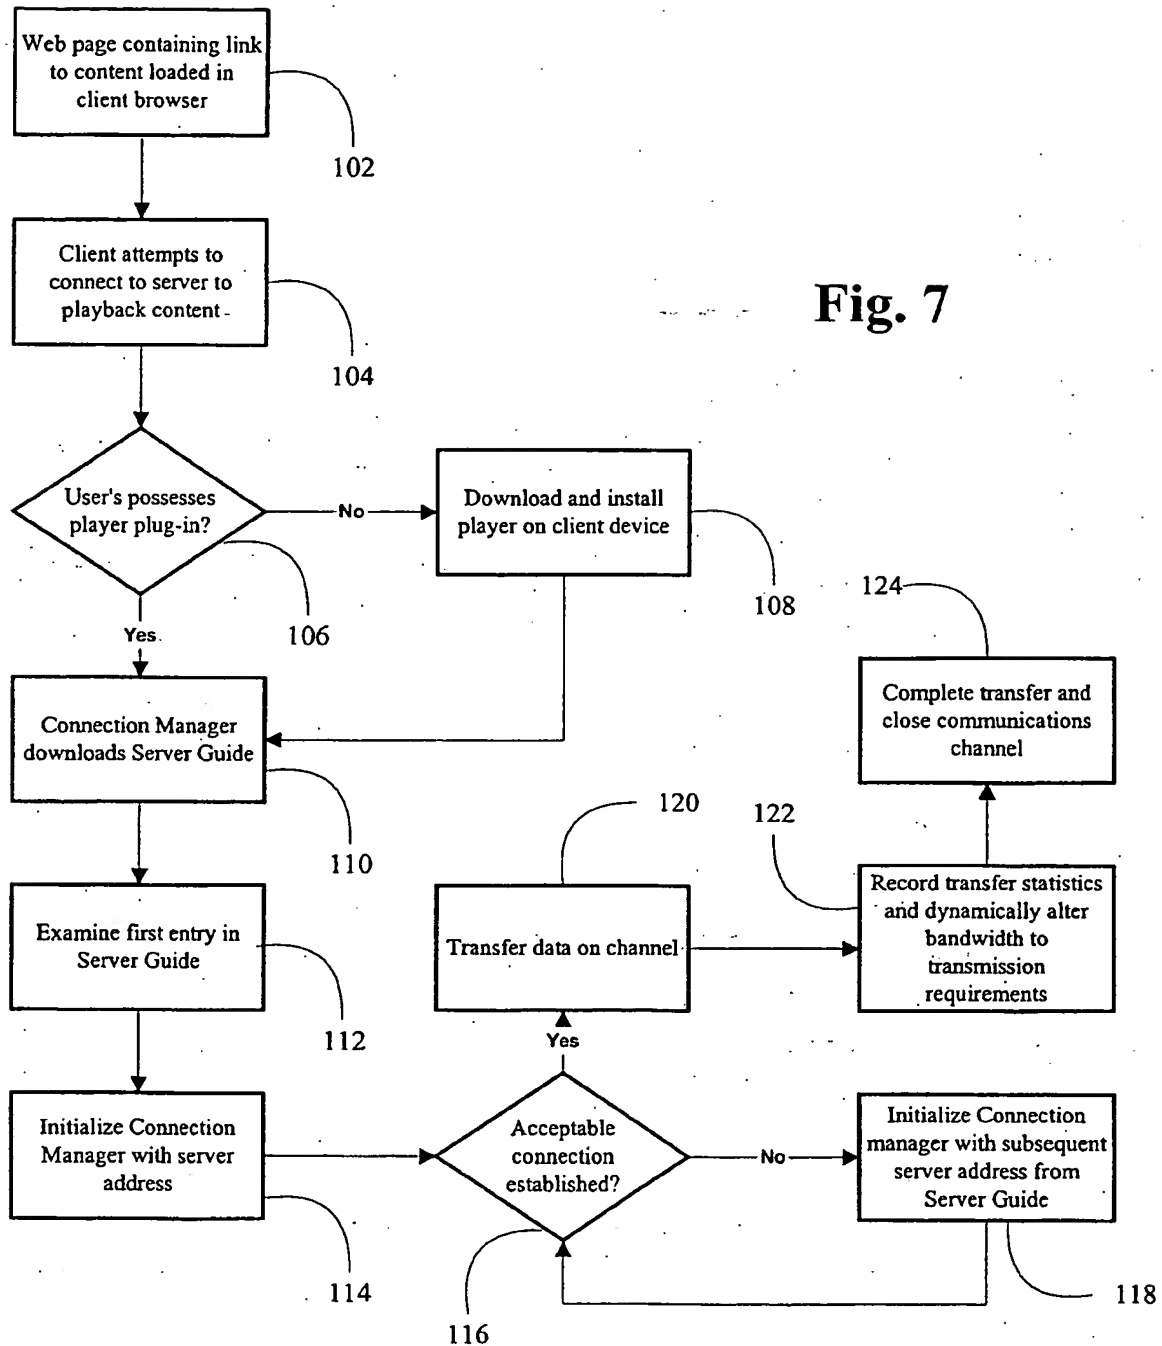 Web page containing link
to content loaded in
client browser
102
Client attempts to
connect to server to
playback content
104
Fig. 7
User's possesses
player plug-in?
No
Download and install
player on client device
108
106
Yes
124
Complete transfer and
close communications
channel
Connection Manager
downloads Server Guide
110
120
122
Record transfer statistics
and dynamically alter
bandwidth to
transmission
requirements
Examine first entry in
Server Guide
112
Transfer data on channel
Yes
Initialize Connection
Manager with server
address
114
Acceptable
connection
established?
116
No
Initialize Connection
manager with subsequent
server address from
Server Guide
118